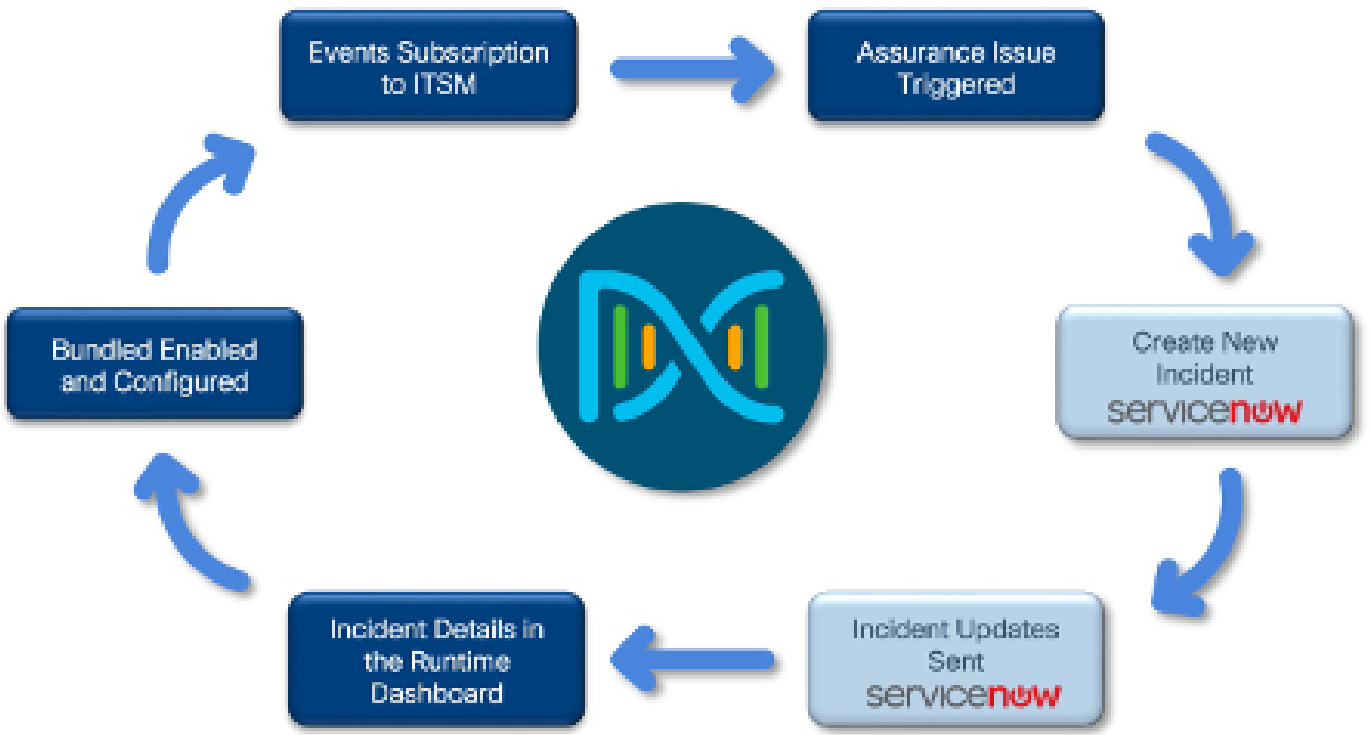 Events Subscription
to ITSM
Assurance Issue
Triggered
Create New
Incident
servicenow
Incident Updates
Sent
servicenow
Incident Details in
the Runtime
Dashboard
Bundled Enabled
and Configured